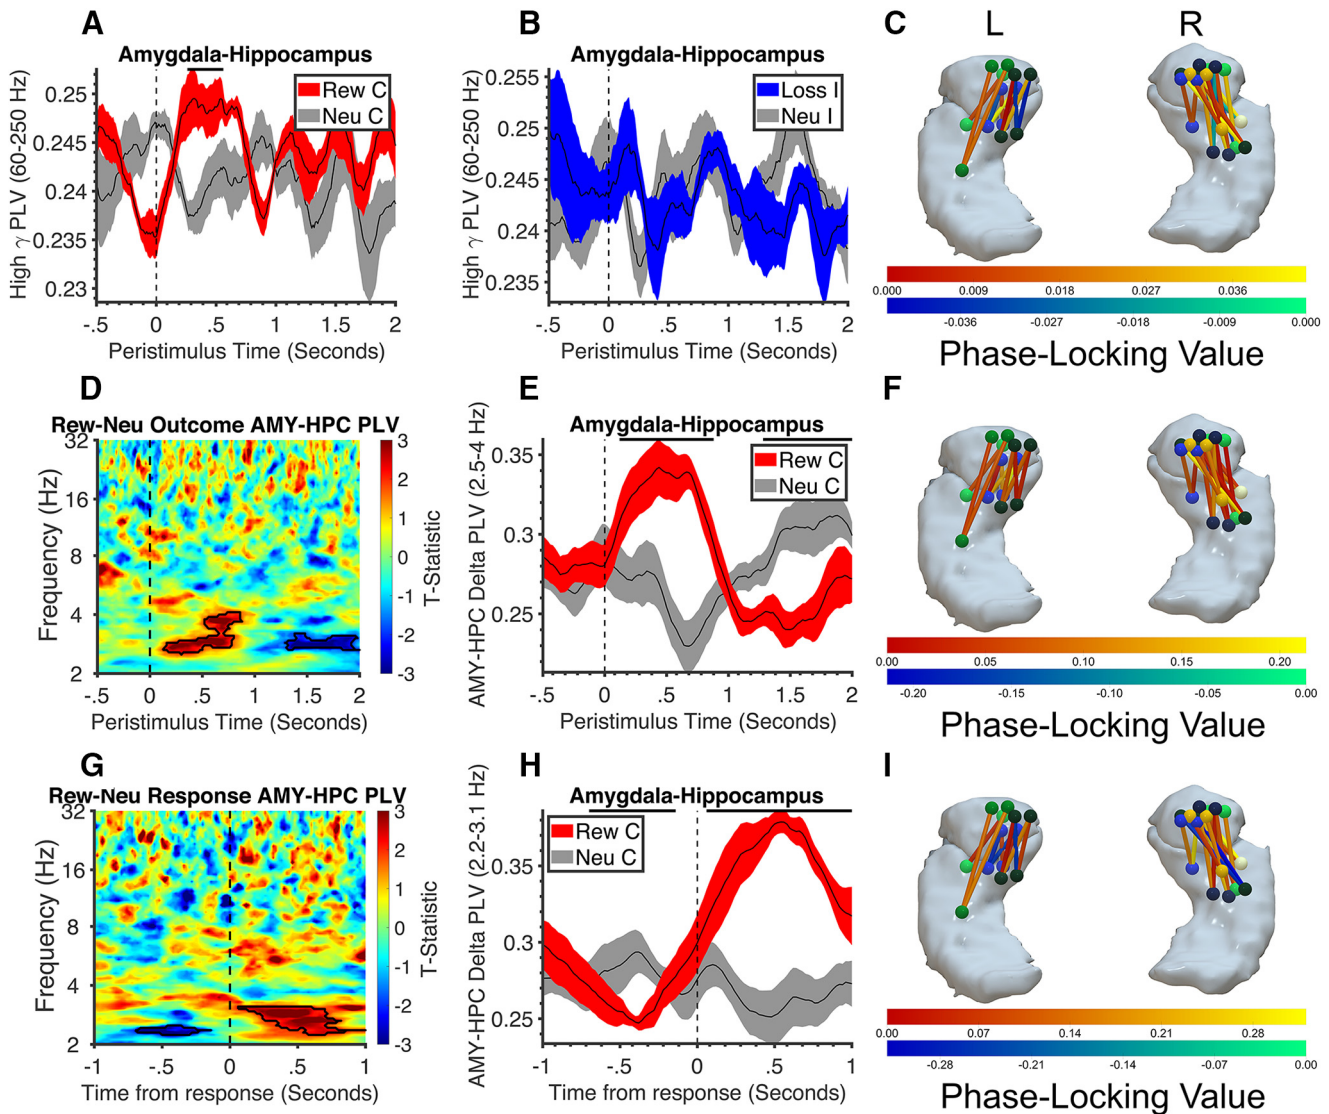 A
Amygdala-Hippocampus
High γ PLV (60-250 Hz)
0.25
0.245
0.24
0.235
0.23
Rew C
Neu C
-.5 0 .5 1 1.5 2
Peristimulus Time (Seconds)
B
Amygdala-Hippocampus
High γ PLV (60-250 Hz)
0.255
0.25
0.245
0.24
0.235
Loss I
Neu I
-.5 0 .5 1 1.5 2
Peristimulus Time (Seconds)
C
L R
0.000 0.009 0.018 0.027 0.036
-0.036 -0.027 -0.018 -0.009 0.000
Phase-Locking Value
D
Rew-Neu Outcome AMY-HPC PLV
Frequency (Hz)
32
16
8
4
2
-.5 0 .5 1 1.5 2
Peristimulus Time (Seconds)
3
2
1
0
-1
-2
-3
T-Statistic
E
Amygdala-Hippocampus
AMY-HPC Delta PLV (2.5-4 Hz)
0.35
0.3
0.25
Rew C
Neu C
-.5 0 .5 1 1.5 2
Peristimulus Time (Seconds)
F
0.00 0.05 0.10 0.15 0.20
-0.20 -0.15 -0.10 -0.05 0.00
Phase-Locking Value
G
Rew-Neu Response AMY-HPC PLV
Frequency (Hz)
32
16
8
4
2
-1 -.5 0 .5 1
Time from response (Seconds)
3
2
1
0
-1
-2
-3
T-Statistic
H
Amygdala-Hippocampus
AMY-HPC Delta PLV (2.2-3.1 Hz)
0.35
0.3
0.25
Rew C
Neu C
-1 -.5 0 .5 1
Time from response (Seconds)
I
0.00 0.07 0.14 0.21 0.28
-0.28 -0.21 -0.14 -0.07 0.00
Phase-Locking Value